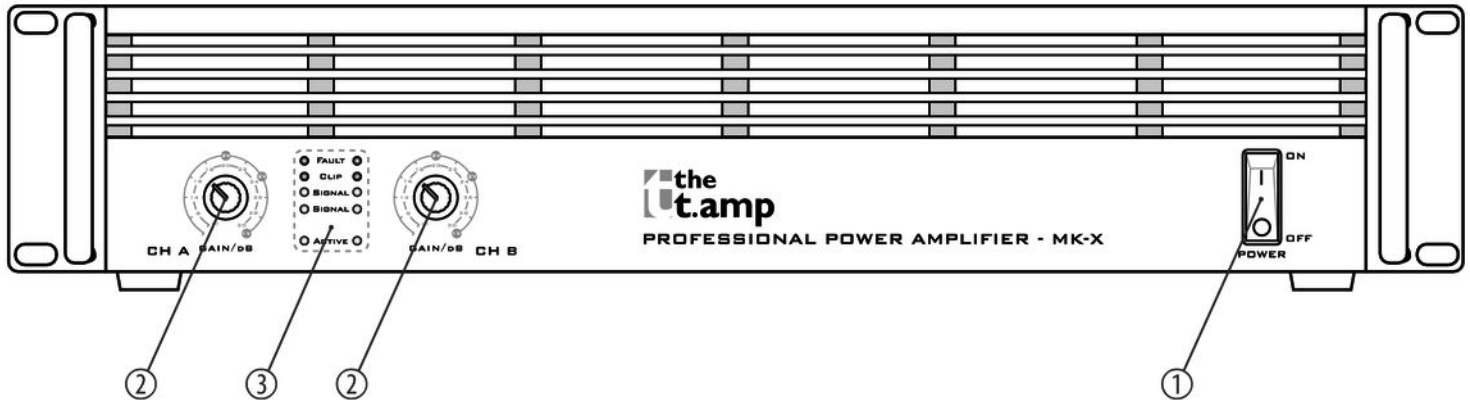 FAULT
CLIP
SIGNAL
SIGNAL
ACTIVE
CH A GAIN/dB
GAIN/dB CH B
the
t.amp
PROFESSIONAL POWER AMPLIFIER - MK-X
ON
OFF
POWER
2
3
2
1